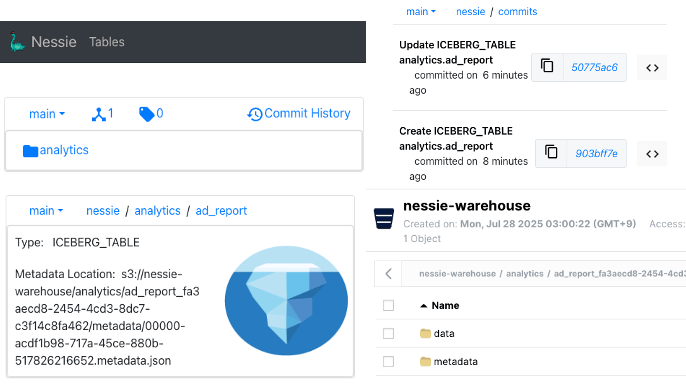 Nessie Tables
main 1 0 Commit History
analytics
main nessie / analytics / ad_report
Type: ICEBERG_TABLE
Metadata Location: s3://nessie-
warehouse/analytics/ad_report_fa3
aecd8-2454-4cd3-8dc7-
c3f14c8fa462/metadata/00000-
acdf1b98-717a-45ce-880b-
517826216652.metadata.json
main nessie / commits
Update ICEBERG_TABLE
analytics.ad_report
committed on 6 minutes
ago
50775ac6
Create ICEBERG_TABLE
analytics.ad_report
committed on 8 minutes
ago
903bff7e
nessie-warehouse
Created on: Mon, Jul 28 2025 03:00:22 (GMT+9) Access:
1 Object
nessie-warehouse / analytics / ad_report_fa3aecd8-2454-4cd3
Name
data
metadata